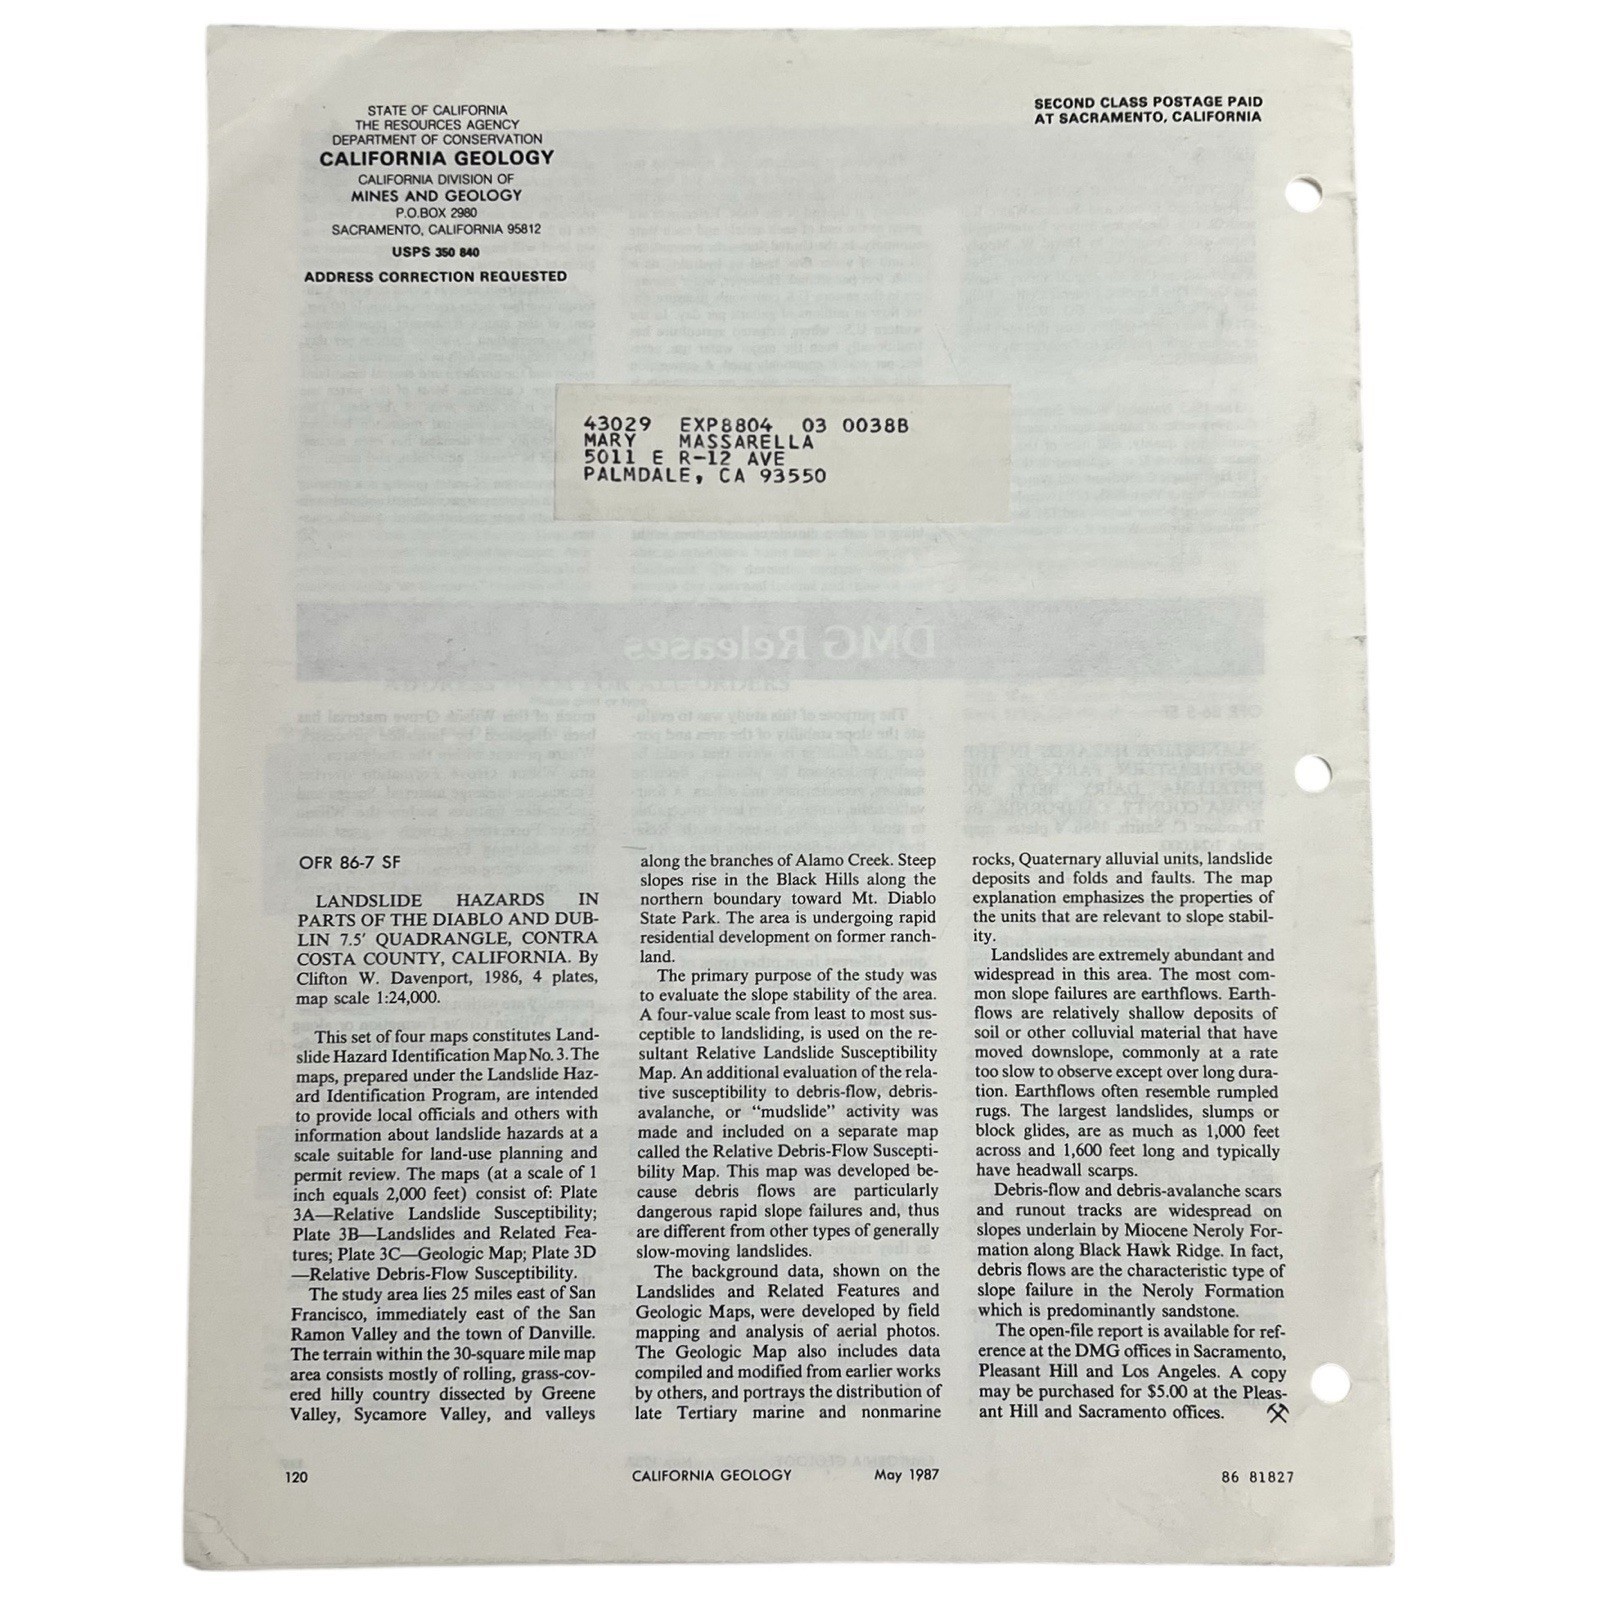 STATE OF CALIFORNIA
THE RESOURCES AGENCY
DEPARTMENT OF CONSERVATION
CALIFORNIA GEOLOGY
CALIFORNIA DIVISION OF
MINES AND GEOLOGY
P.O.BOX 2980
SACRAMENTO, CALIFORNIA 95812
USPS 350 840
ADDRESS CORRECTION REQUESTED
SECOND CLASS POSTAGE PAID
AT SACRAMENTO, CALIFORNIA
43029 EXP8804 03 0038B
MARY MASSARELLA
5011 E R-12 AVE
PALMDALE, CA 93550
DMG Releases
OFR 86-7 SF
LANDSLIDE HAZARDS IN
PARTS OF THE DIABLO AND DUB-
LIN 7.5' QUADRANGLE, CONTRA
COSTA COUNTY, CALIFORNIA. By
Clifton W. Davenport, 1986, 4 plates,
map scale 1:24,000.
This set of four maps constitutes Land-
slide Hazard Identification Map No. 3. The
maps, prepared under the Landslide Haz-
ard Identification Program, are intended
to provide local officials and others with
information about landslide hazards at a
scale suitable for land-use planning and
permit review. The maps (at a scale of 1
inch equals 2,000 feet) consist of: Plate
3A—Relative Landslide Susceptibility;
Plate 3B—Landslides and Related Fea-
tures; Plate 3C—Geologic Map; Plate 3D
—Relative Debris-Flow Susceptibility.
The study area lies 25 miles east of San
Francisco, immediately east of the San
Ramon Valley and the town of Danville.
The terrain within the 30-square mile map
area consists mostly of rolling, grass-cov-
ered hilly country dissected by Greene
Valley, Sycamore Valley, and valleys
along the branches of Alamo Creek. Steep
slopes rise in the Black Hills along the
northern boundary toward Mt. Diablo
State Park. The area is undergoing rapid
residential development on former ranch-
land.
The primary purpose of the study was
to evaluate the slope stability of the area.
A four-value scale from least to most sus-
ceptible to landsliding, is used on the re-
sultant Relative Landslide Susceptibility
Map. An additional evaluation of the rela-
tive susceptibility to debris-flow, debris-
avalanche, or “mudslide” activity was
made and included on a separate map
called the Relative Debris-Flow Suscepti-
bility Map. This map was developed be-
cause debris flows are particularly
dangerous rapid slope failures and, thus
are different from other types of generally
slow-moving landslides.
The background data, shown on the
Landslides and Related Features and
Geologic Maps, were developed by field
mapping and analysis of aerial photos.
The Geologic Map also includes data
compiled and modified from earlier works
by others, and portrays the distribution of
late Tertiary marine and nonmarine
rocks, Quaternary alluvial units, landslide
deposits and folds and faults. The map
explanation emphasizes the properties of
the units that are relevant to slope stabil-
ity.
Landslides are extremely abundant and
widespread in this area. The most com-
mon slope failures are earthflows. Earth-
flows are relatively shallow deposits of
soil or other colluvial material that have
moved downslope, commonly at a rate
too slow to observe except over long dura-
tion. Earthflows often resemble rumpled
rugs. The largest landslides, slumps or
block glides, are as much as 1,000 feet
across and 1,600 feet long and typically
have headwall scarps.
Debris-flow and debris-avalanche scars
and runout tracks are widespread on
slopes underlain by Miocene Neroly For-
mation along Black Hawk Ridge. In fact,
debris flows are the characteristic type of
slope failure in the Neroly Formation
which is predominantly sandstone.
The open-file report is available for ref-
erence at the DMG offices in Sacramento,
Pleasant Hill and Los Angeles. A copy
may be purchased for $5.00 at the Pleas-
ant Hill and Sacramento offices.
120
CALIFORNIA GEOLOGY May 1987
86 81827